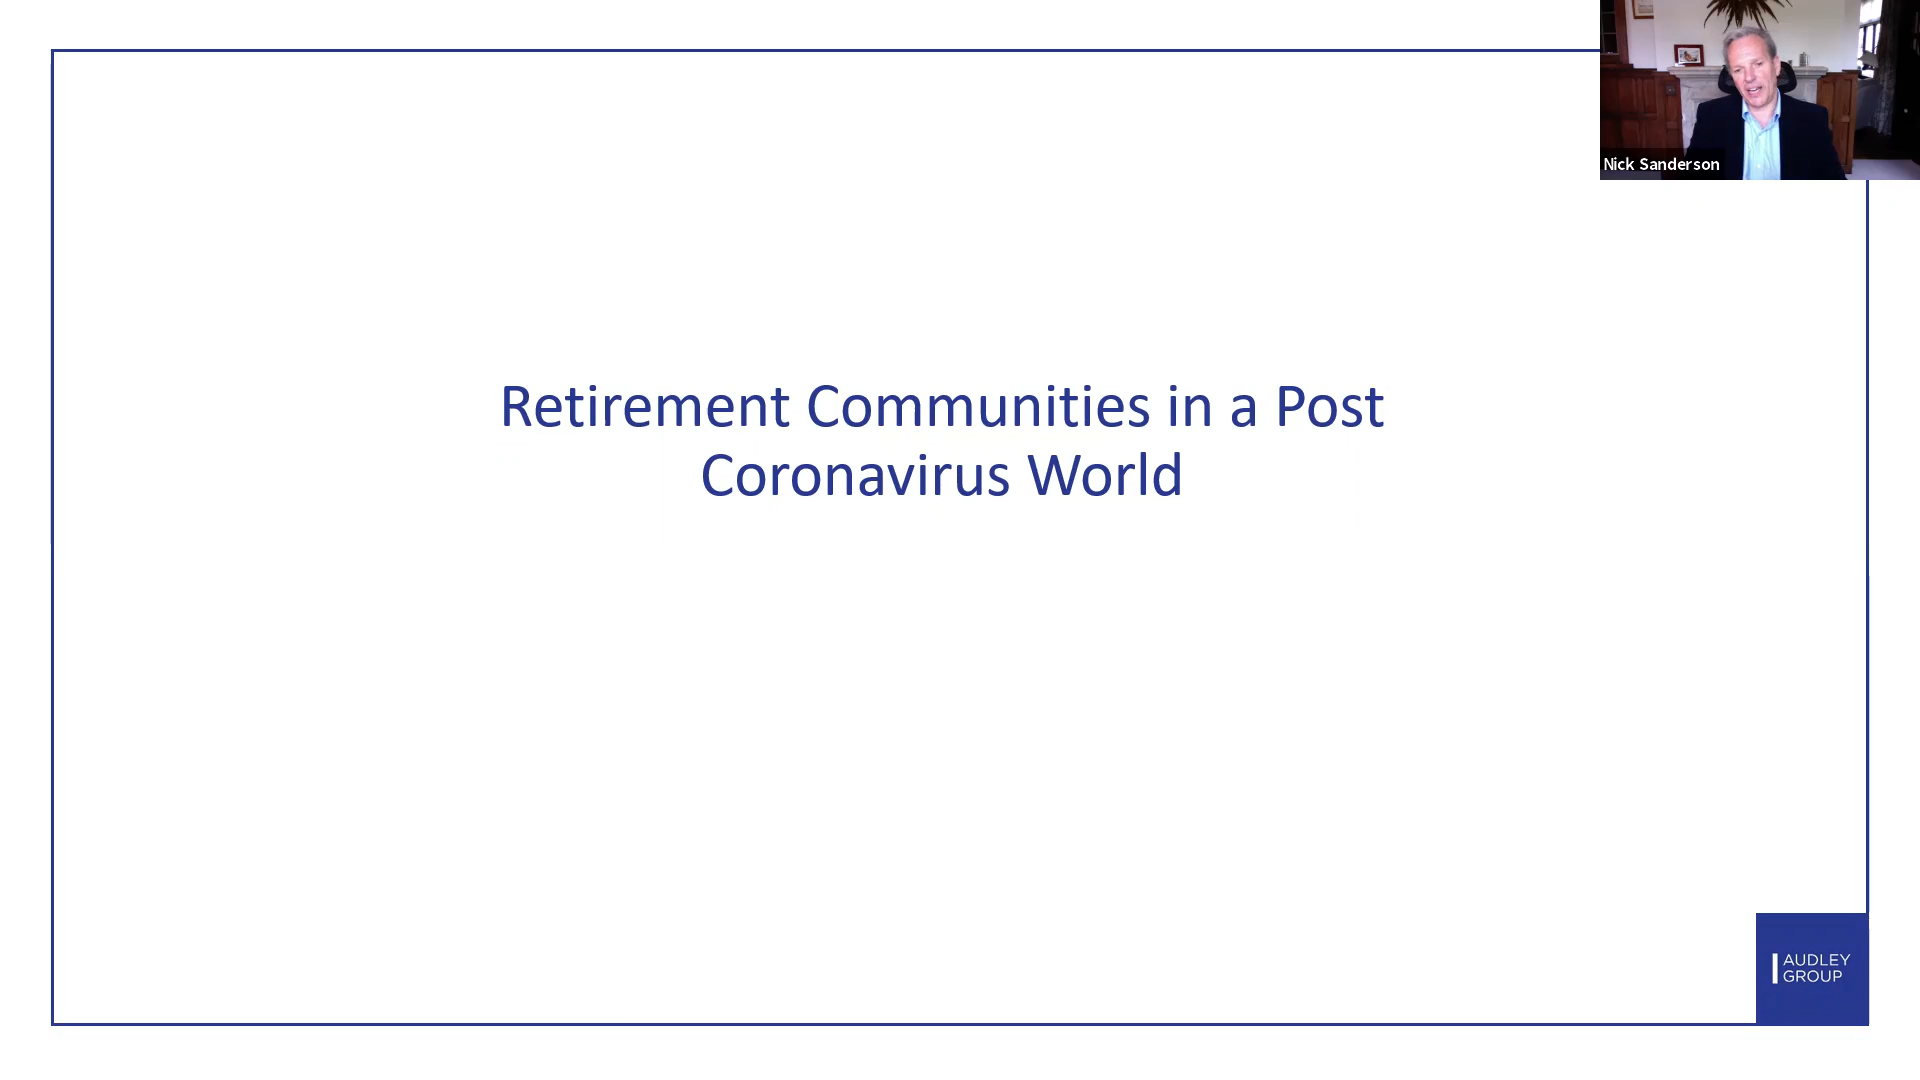 Nick Sanderson
Retirement Communities in a Post
Coronavirus World
AUDLEY
GROUP